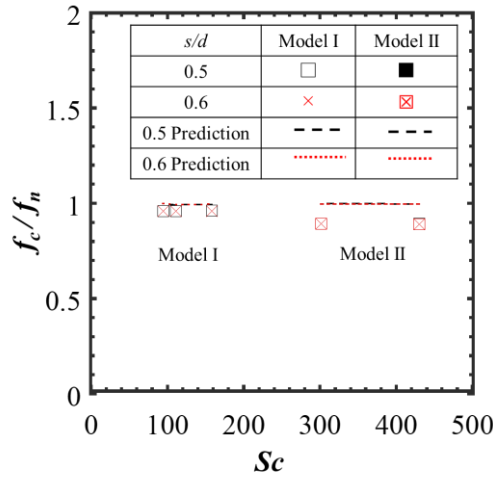 2
s/d Model I Model II
0.5
0.6
1.5
0.5 Prediction
0.6 Prediction
1
fc/fn
Model I Model II
0.5
0
0 100 200 300 400 500
Sc